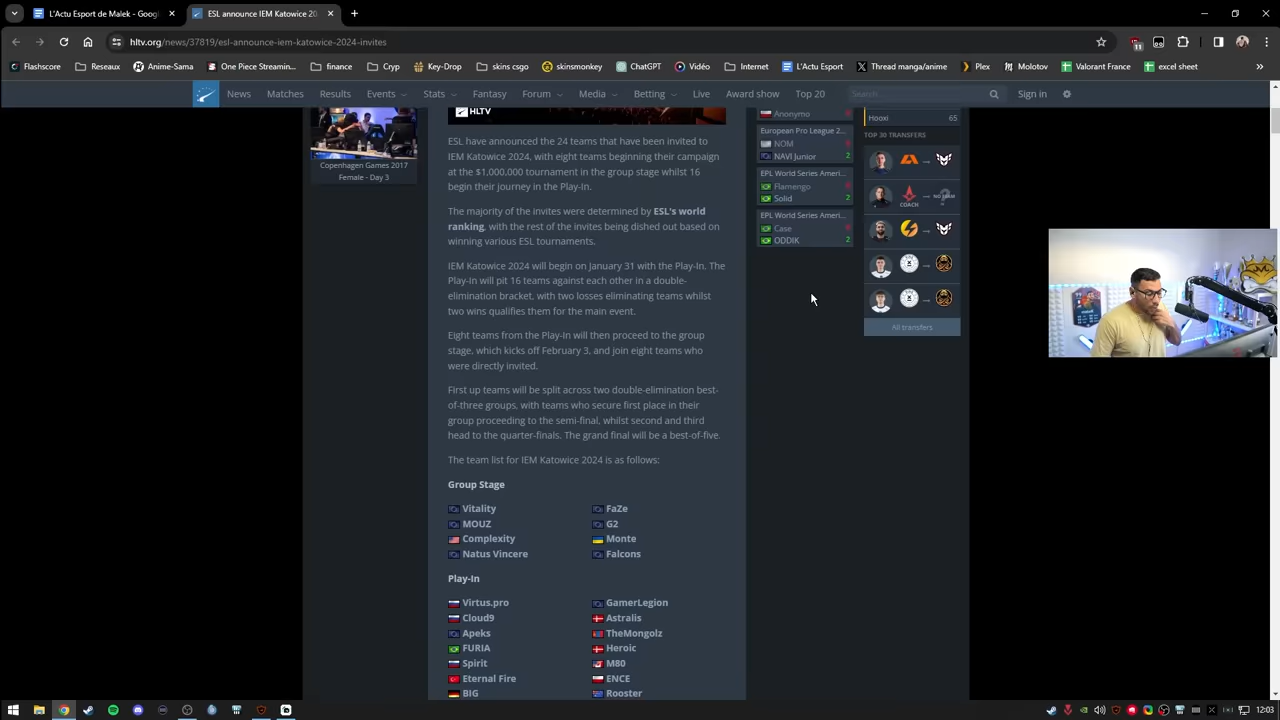 L'Actu Esport de Malek - Googl
ESL announce IEM Katowice 20
hltv.org/news/37819/esl-announce-iem-katowice-2024-invites
Flashscore
Reseaux
Anime-Sama
One Piece Streamin...
finance
Cryp
Key-Drop
skins csgo
skinsmonkey
ChatGPT
Vidéo
Internet
L'Actu Esport
Thread manga/anime
Plex
Molotov
Valorant France
excel sheet
News
Matches
Results
Events
Stats
Fantasy
Forum
Media
Betting
Live
Award show
Top 20
Search...
Sign in
HLTV
Copenhagen Games 2017
Female - Day 3
ESL have announced the 24 teams that have been invited to
IEM Katowice 2024, with eight teams beginning their campaign
at the $1,000,000 tournament in the group stage whilst 16
begin their journey in the Play-In.
The majority of the invites were determined by ESL's world
ranking, with the rest of the invites being dished out based on
winning various ESL tournaments.
IEM Katowice 2024 will begin on January 31 with the Play-In. The
Play-In will pit 16 teams against each other in a double-
elimination bracket, with two losses eliminating teams whilst
two wins qualifies them for the main event.
Eight teams from the Play-In will then proceed to the group
stage, which kicks off February 3, and join eight teams who
were directly invited.
First up teams will be split across two double-elimination best-
of-three groups, with teams who secure first place in their
group proceeding to the semi-final, whilst second and third
head to the quarter-finals. The grand final will be a best-of-five.
The team list for IEM Katowice 2024 is as follows:
Group Stage
Vitality
FaZe
MOUZ
G2
Complexity
Monte
Natus Vincere
Falcons
Play-In
Virtus.pro
GamerLegion
Cloud9
Astralis
Apeks
TheMongolz
FURIA
Heroic
Spirit
M80
Eternal Fire
ENCE
BIG
Rooster
Anonymo
European Pro League 2...
NOM
NAVI Junior 2
EPL World Series Ameri...
Flamengo
Solid 2
EPL World Series Ameri...
Case
ODDIK 2
Hooxi 65
TOP 30 TRANSFERS
COACH
All transfers
12:03